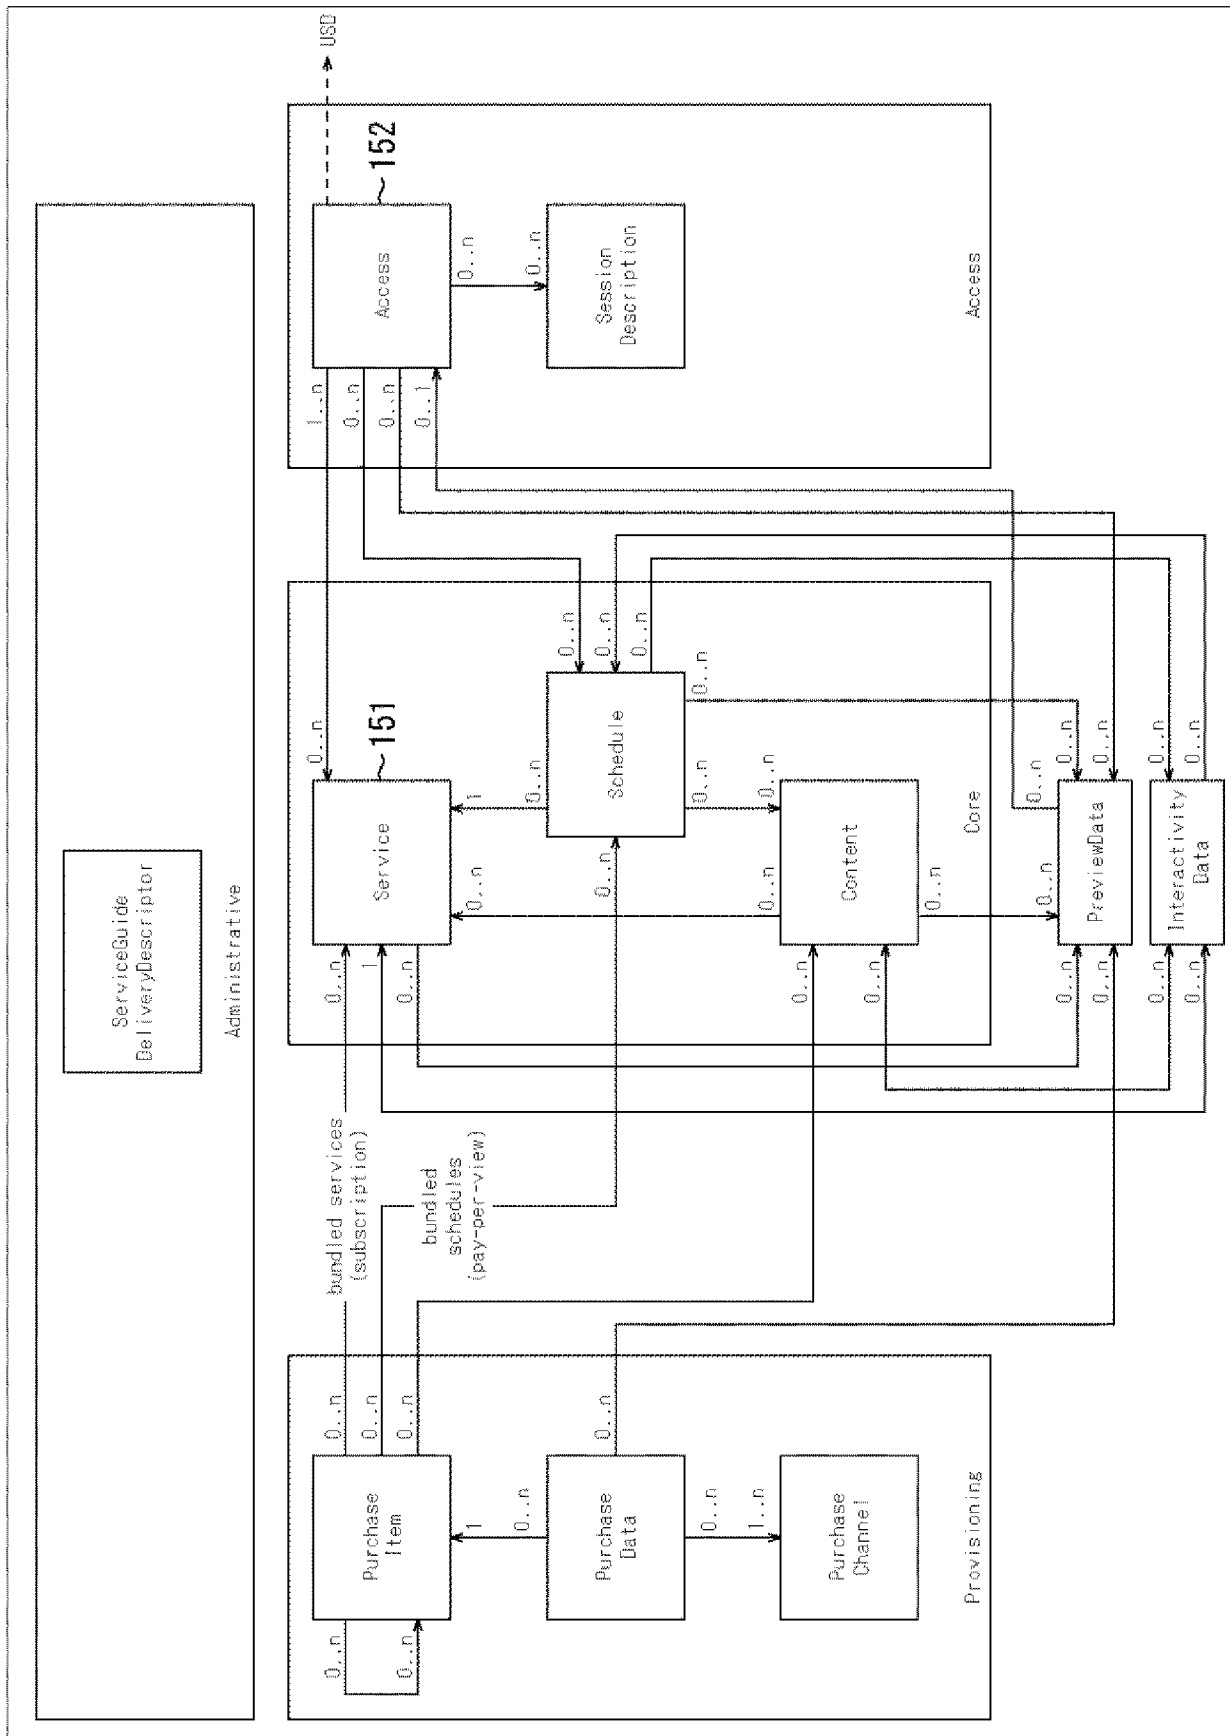 ServiceGuide
DeliveryDescriptor
Administrative
Purchase
Item
0..n
0..n
0..n
0..n
0..n
1
0..n
Purchase
Data
0..n
0..n
1..n
Purchase
Channel
Provisioning
bundled services
(subscription)
bundled
schedules
(pay-per-view)
0..n
1
0..n
Service
151
0..n
0..n
1
0..n
0..n
Schedule
0..n
0..n
0..n
0..n
0..n
0..n
0..n
0..n
0..n
Content
0..n
Core
0..n
0..n
0..n
0..n
PreviewData
0..n
0..n
0..n
0..n
0..n
Interactivity
Data
0..n
0..n
1..n
0..n
0..n
0..1
Access
152
USD
0..n
0..n
Session
Description
Access